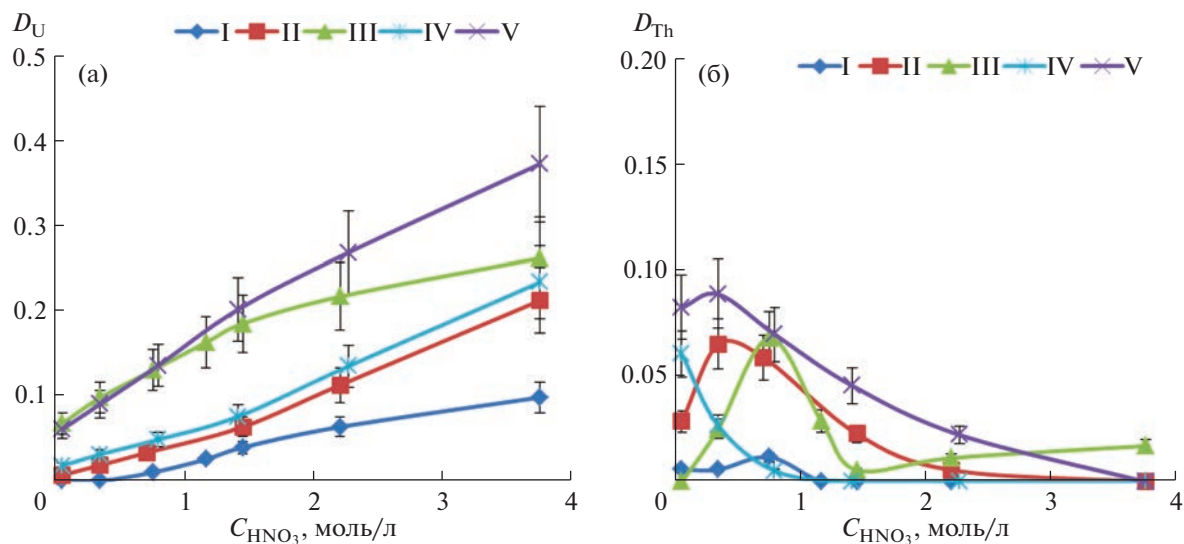 D_U
I II III IV V
0.5
(а)
0.4
0.3
0.2
0.1
0 1 2 3 4
C_HNO₃, моль/л
D_Th
0.20
(б)
I II III IV V
0.15
0.10
0.05
0 1 2 3 4
C_HNO₃, моль/л